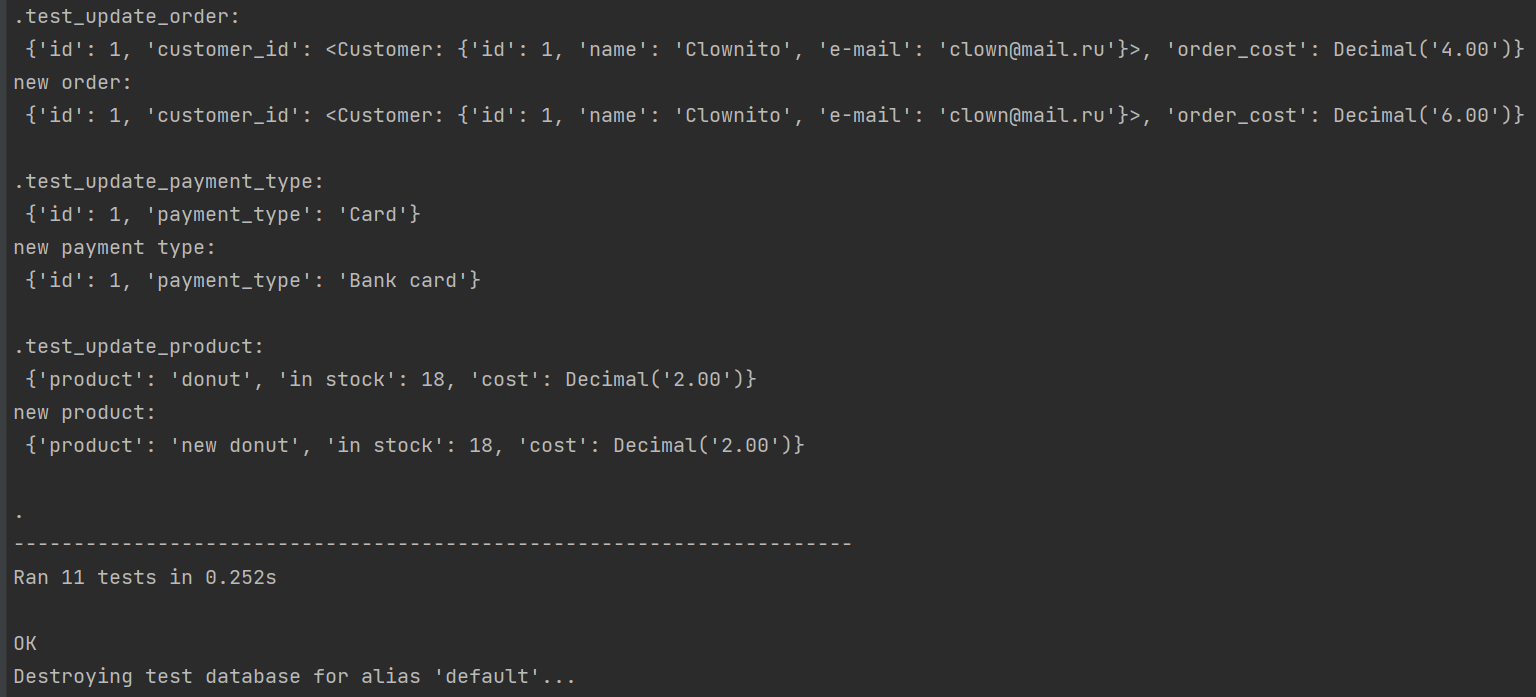 .test_update_order:
 {'id': 1, 'customer_id': <Customer: {'id': 1, 'name': 'Clownito', 'e-mail': 'clown@mail.ru'}>, 'order_cost': Decimal('4.00')}
new order:
 {'id': 1, 'customer_id': <Customer: {'id': 1, 'name': 'Clownito', 'e-mail': 'clown@mail.ru'}>, 'order_cost': Decimal('6.00')}
.test_update_payment_type:
 {'id': 1, 'payment_type': 'Card'}
new payment type:
 {'id': 1, 'payment_type': 'Bank card'}
.test_update_product:
 {'product': 'donut', 'in stock': 18, 'cost': Decimal('2.00')}
new product:
 {'product': 'new donut', 'in stock': 18, 'cost': Decimal('2.00')}
.
----------------------------------------------------------------------
Ran 11 tests in 0.252s
OK
Destroying test database for alias 'default'...